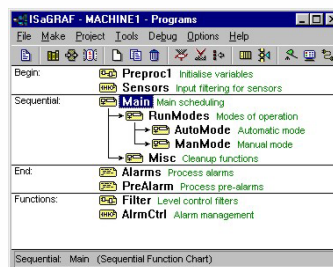 ISaGRAF - MACHINE1 - Programs
File Make Project Tools Debug Options Help
Begin: Preproc1 Initialise variables
Sensors Input filtering for sensors
Sequential: Main Main scheduling
RunModes Modes of operation
AutoMode Automatic mode
ManMode Manual mode
Misc Cleanup functions
End: Alarms Process alarms
PreAlarm Process pre-alarms
Functions: Filter Level control filters
AlrmCtrl Alarm management
Sequential: Main (Sequential Function Chart)